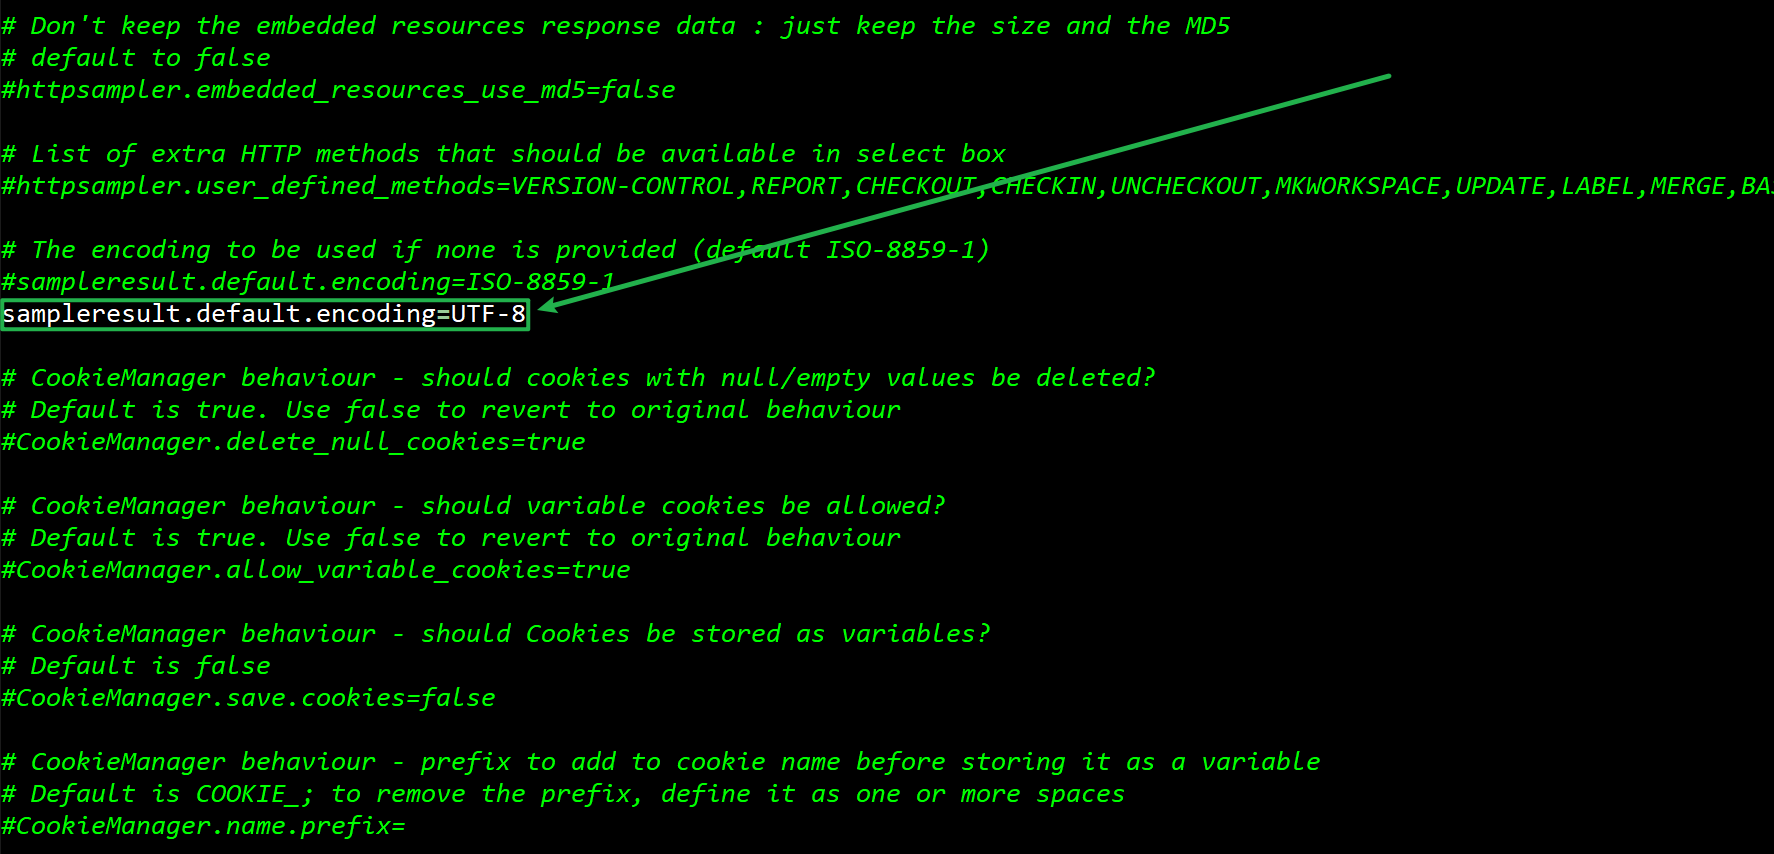 # Don't keep the embedded resources response data : just keep the size and the MD5
# default to false
#httpsampler.embedded_resources_use_md5=false
# List of extra HTTP methods that should be available in select box
#httpsampler.user_defined_methods=VERSION-CONTROL,REPORT,CHECKOUT,CHECKIN,UNCHECKOUT,MKWORKSPACE,UPDATE,LABEL,MERGE,BAS
# The encoding to be used if none is provided (default ISO-8859-1)
#sampleresult.default.encoding=ISO-8859-1
sampleresult.default.encoding=UTF-8
# CookieManager behaviour - should cookies with null/empty values be deleted?
# Default is true. Use false to revert to original behaviour
#CookieManager.delete_null_cookies=true
# CookieManager behaviour - should variable cookies be allowed?
# Default is true. Use false to revert to original behaviour
#CookieManager.allow_variable_cookies=true
# CookieManager behaviour - should Cookies be stored as variables?
# Default is false
#CookieManager.save.cookies=false
# CookieManager behaviour - prefix to add to cookie name before storing it as a variable
# Default is COOKIE_; to remove the prefix, define it as one or more spaces
#CookieManager.name.prefix=